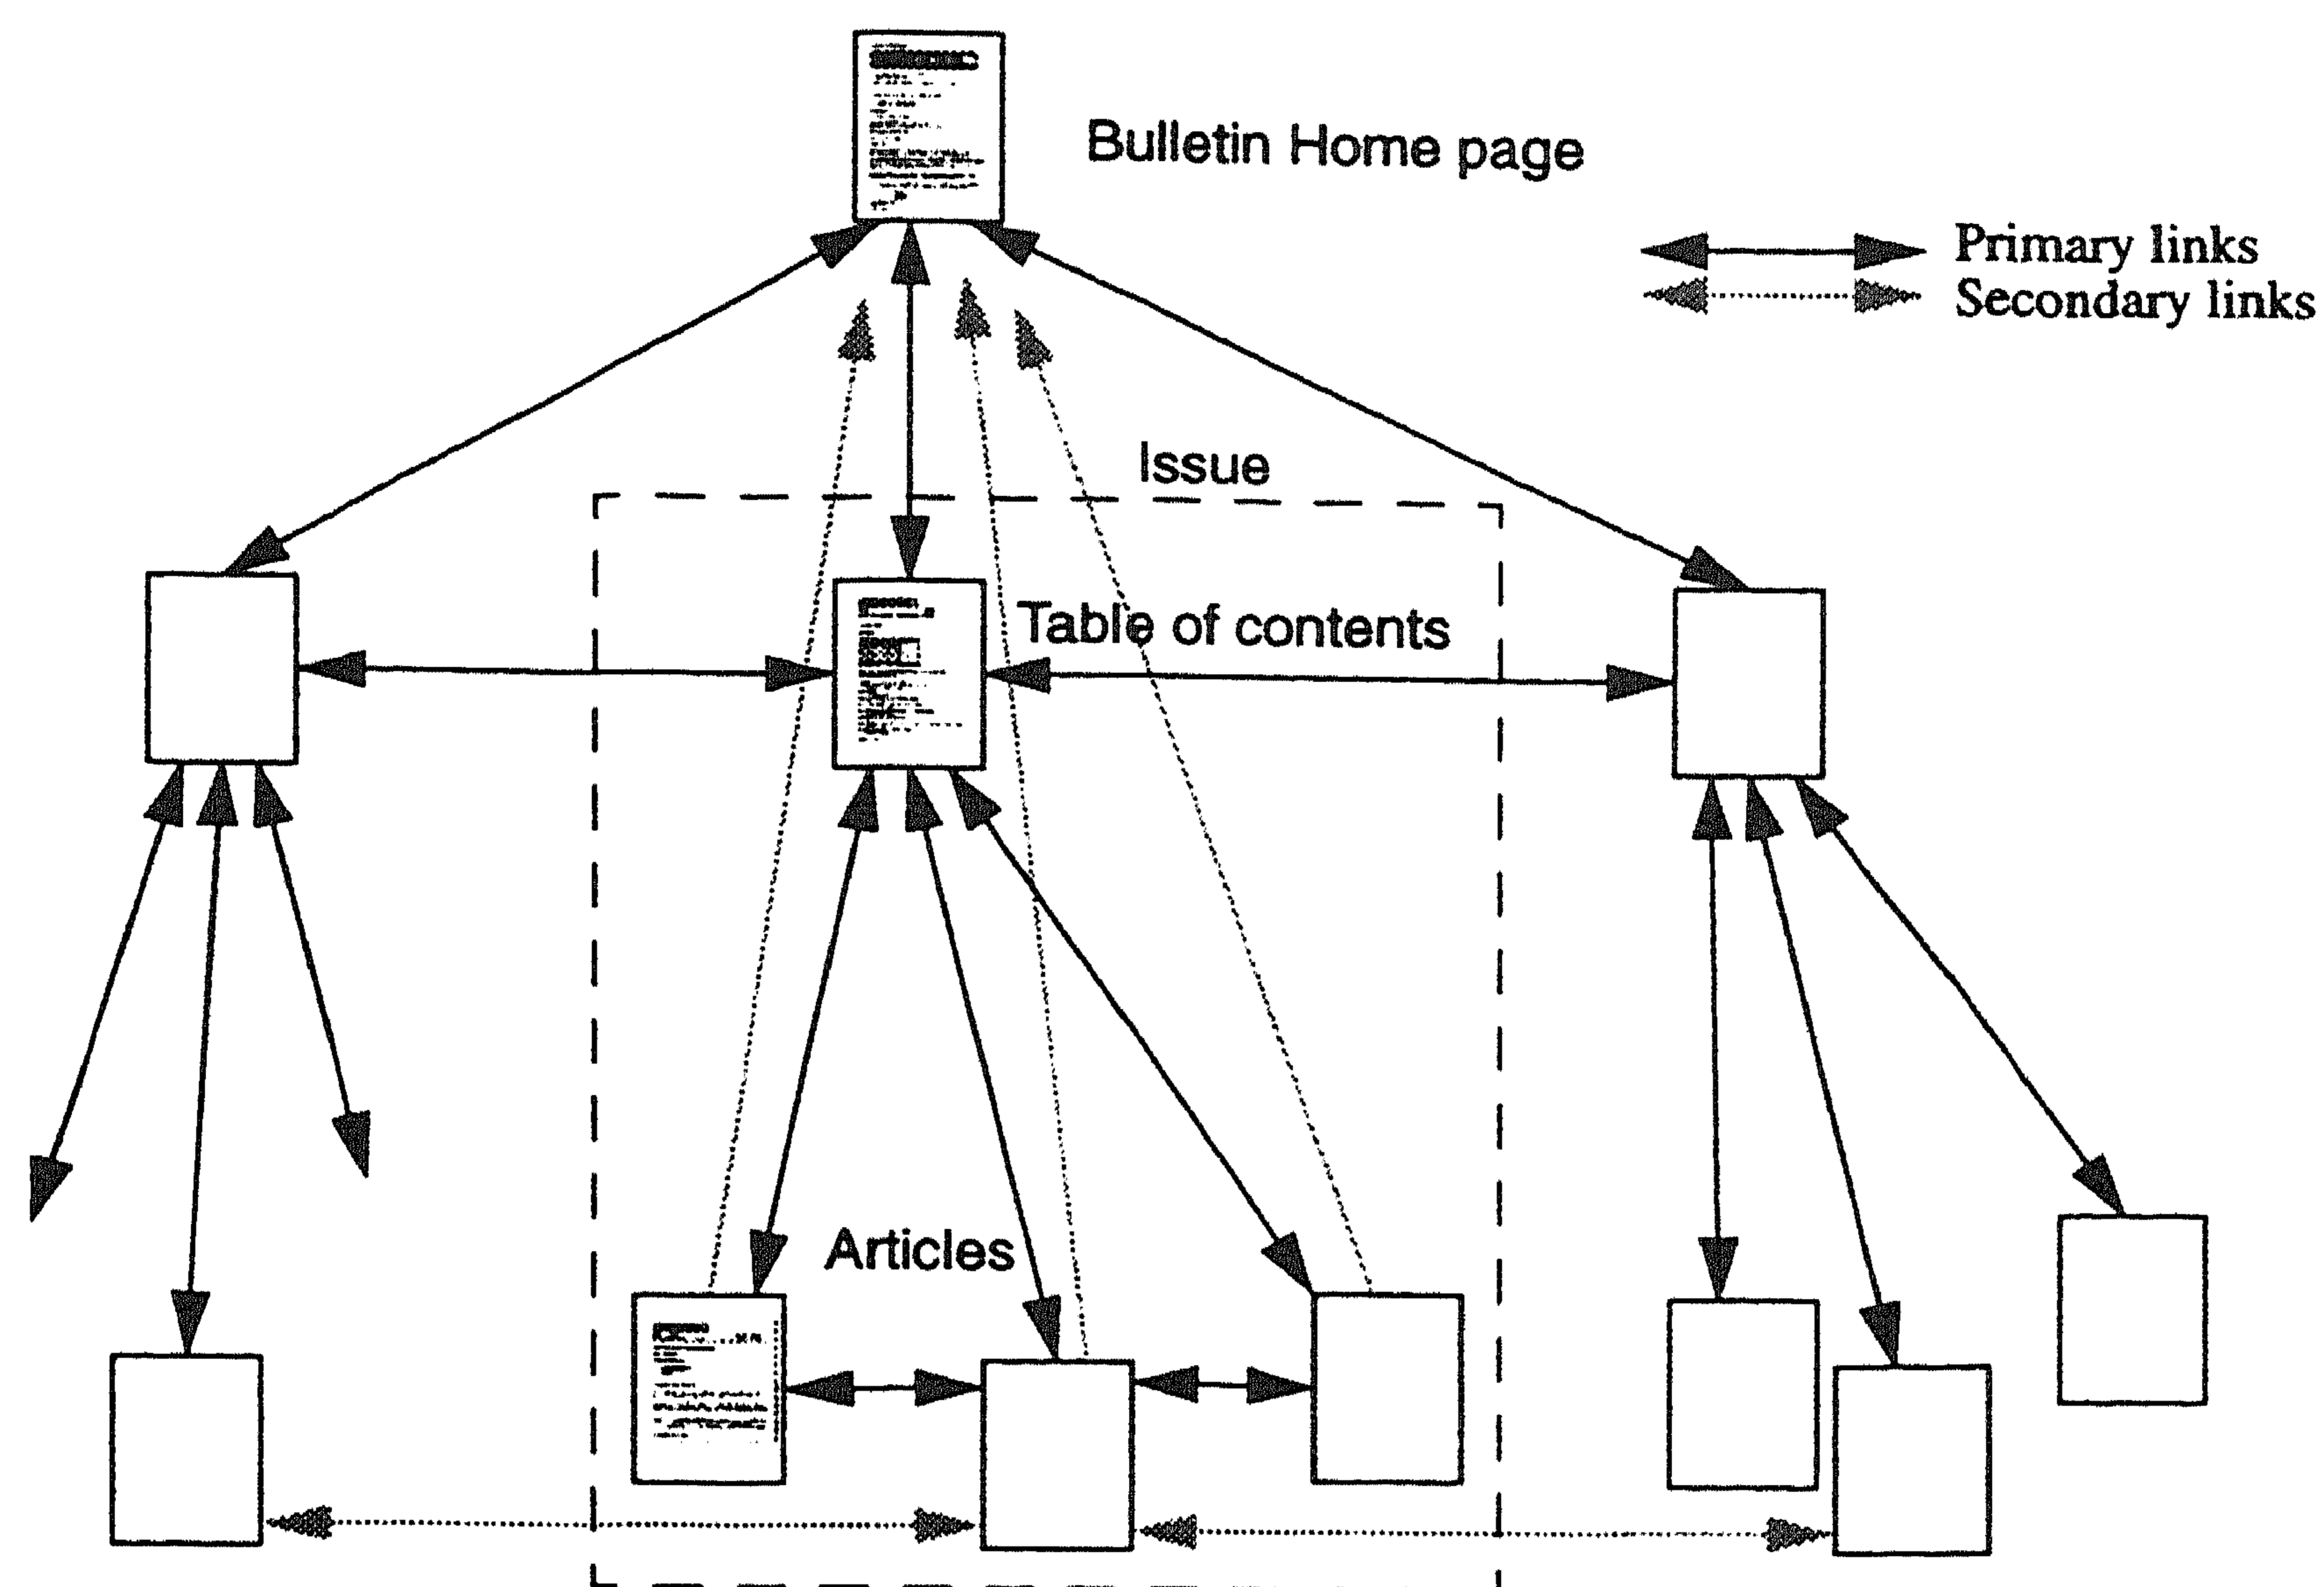 Bulletin Home page
Primary links
Secondary links
Issue
Table of contents
Articles